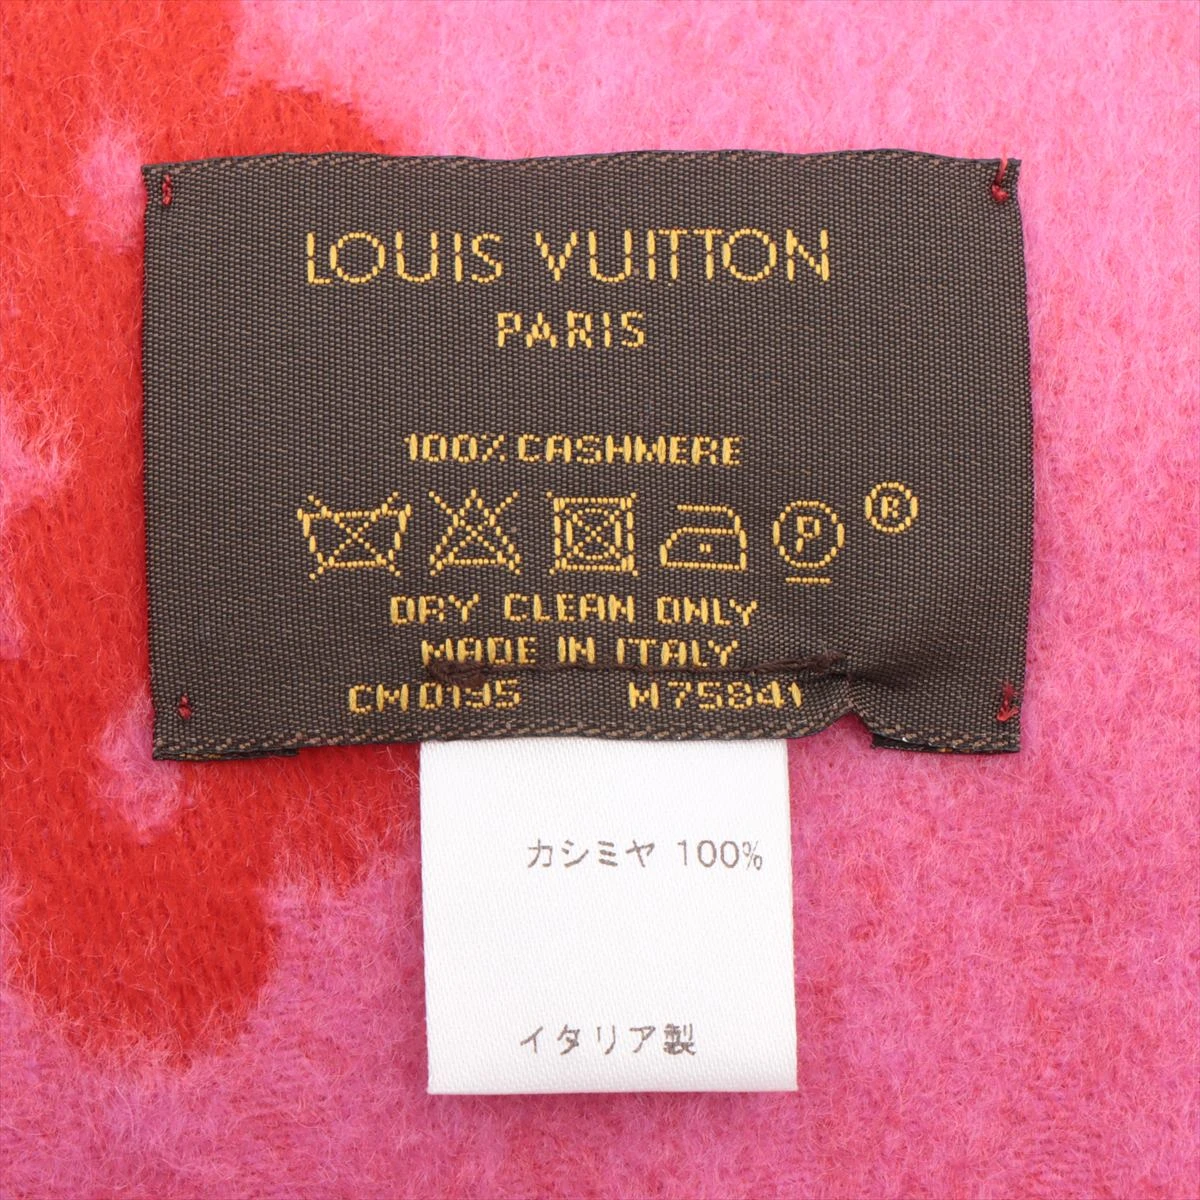 LOUIS VUITTON
PARIS
100% CASHMERE
P ®
DRY CLEAN ONLY
MADE IN ITALY
CM0195 M75841
カシミヤ 100%
イタリア製